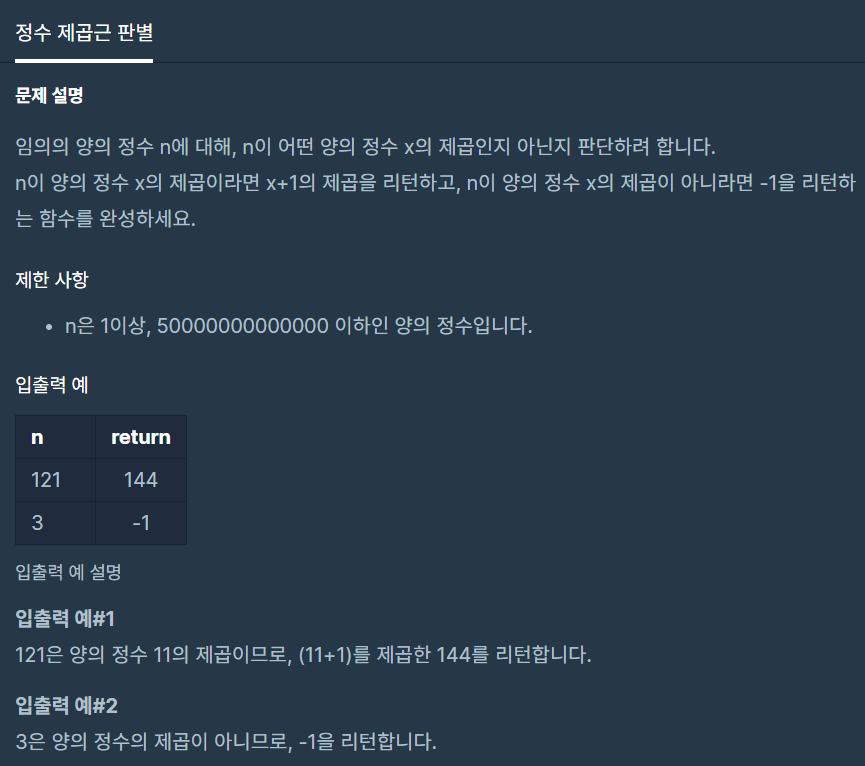 정수 제곱근 판별
문제 설명
임의의 양의 정수 n에 대해, n이 어떤 양의 정수 x의 제곱인지 아닌지 판단하려 합니다.
n이 양의 정수 x의 제곱이라면 x+1의 제곱을 리턴하고, n이 양의 정수 x의 제곱이 아니라면 -1을 리턴하
는 함수를 완성하세요.
제한 사항
• n은 1이상, 50000000000000 이하인 양의 정수입니다.
입출력 예
n return
121 144
3 -1
입출력 예 설명
입출력 예#1
121은 양의 정수 11의 제곱이므로, (11+1)를 제곱한 144를 리턴합니다.
입출력 예#2
3은 양의 정수의 제곱이 아니므로, -1을 리턴합니다.